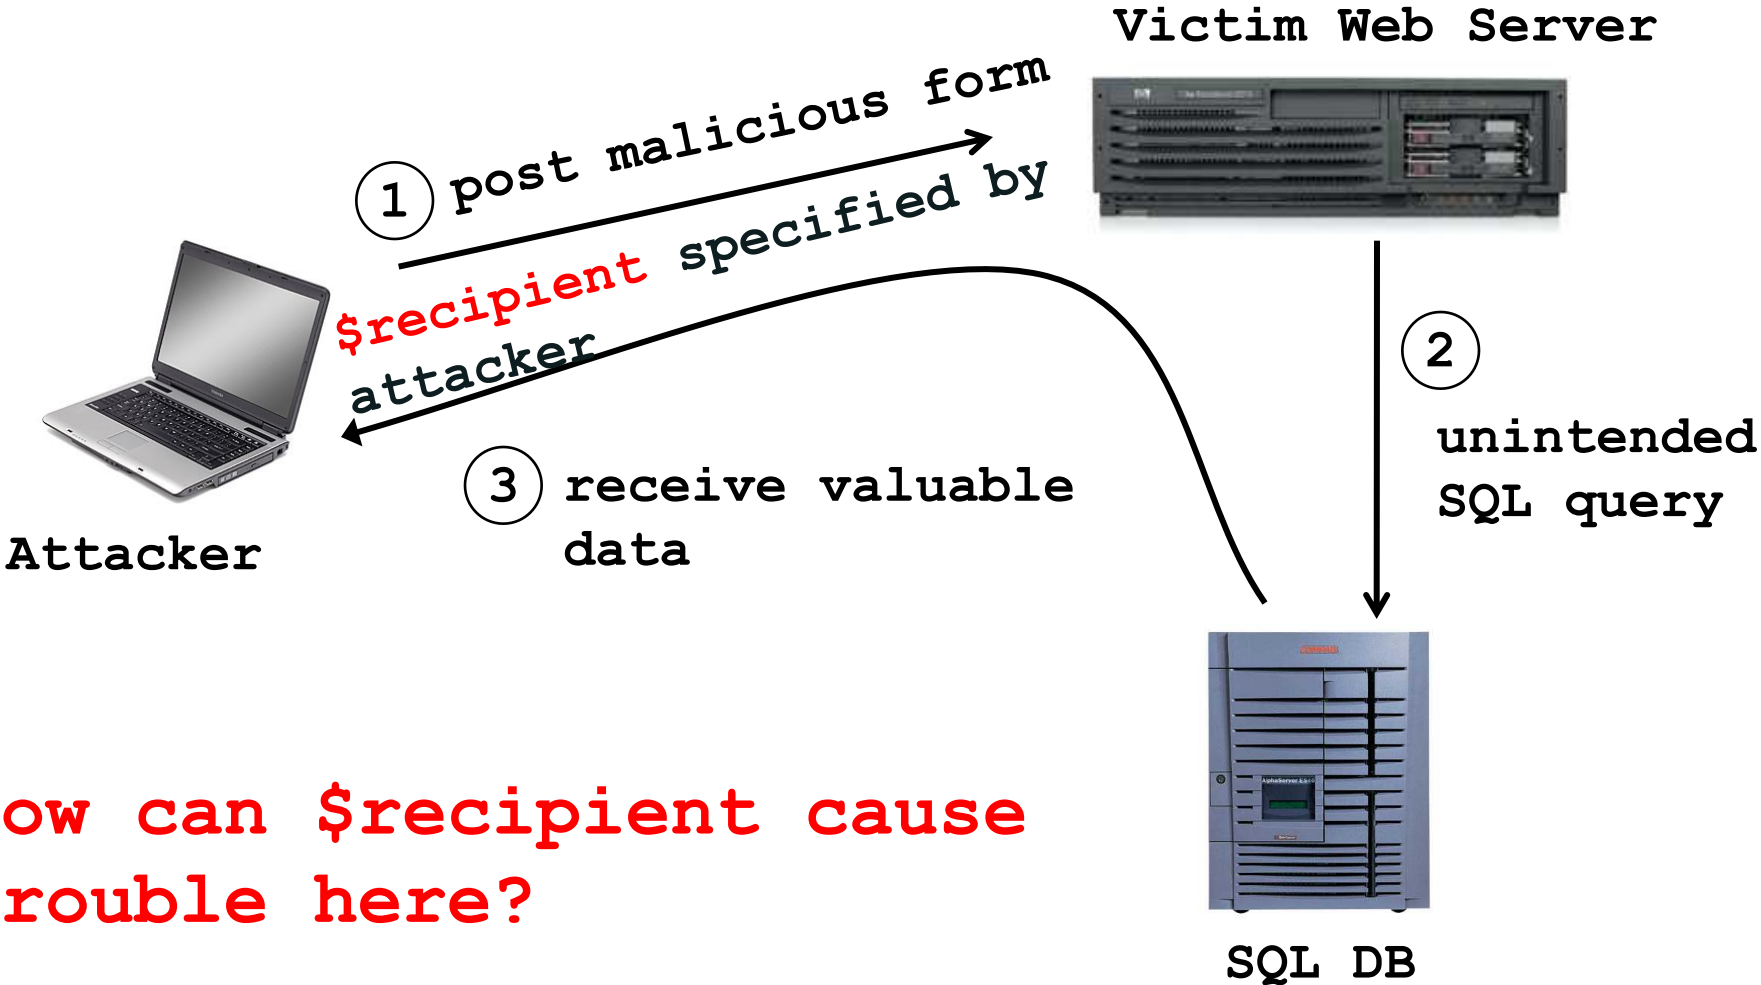 Victim Web Server
1
post malicious form
$recipient specified by
attacker
2
unintended
SQL query
3
receive valuable
data
Attacker
ow can $recipient cause
rouble here?
SQL DB